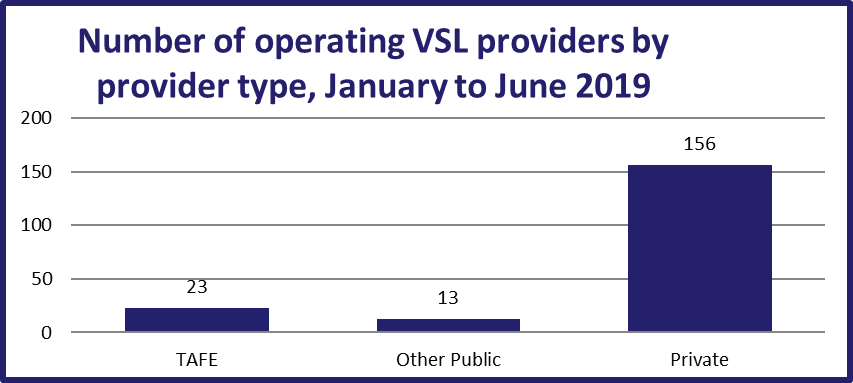 Number of operating VSL providers by
provider type, January to June 2019
200
150
100
50
0
23
13
156
TAFE
Other Public
Private